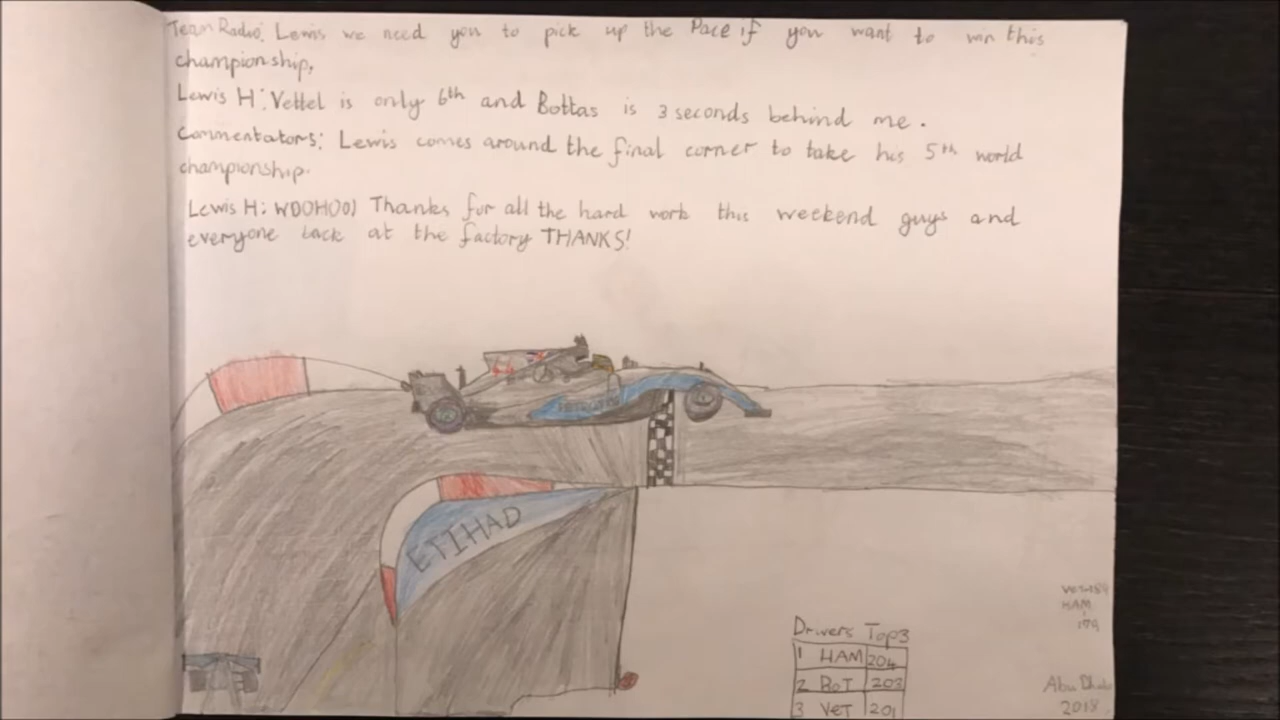 Team Radio: Lewis we need you to pick up the Pace if you want to win this
championship,
Lewis H: Vettel is only 6th and Bottas is 3 seconds behind me.
Commentators: Lewis comes around the final corner to take his 5th world
championship.
Lewis H: WOOHOO! Thanks for all the hard work this weekend guys and
everyone back at the factory THANKS!
44
PETRONAS
ETIHAD
Drivers Top3
1 HAM 204
2 BOT 203
3 VET 201
HAM
179
Abu Dhabi
2018